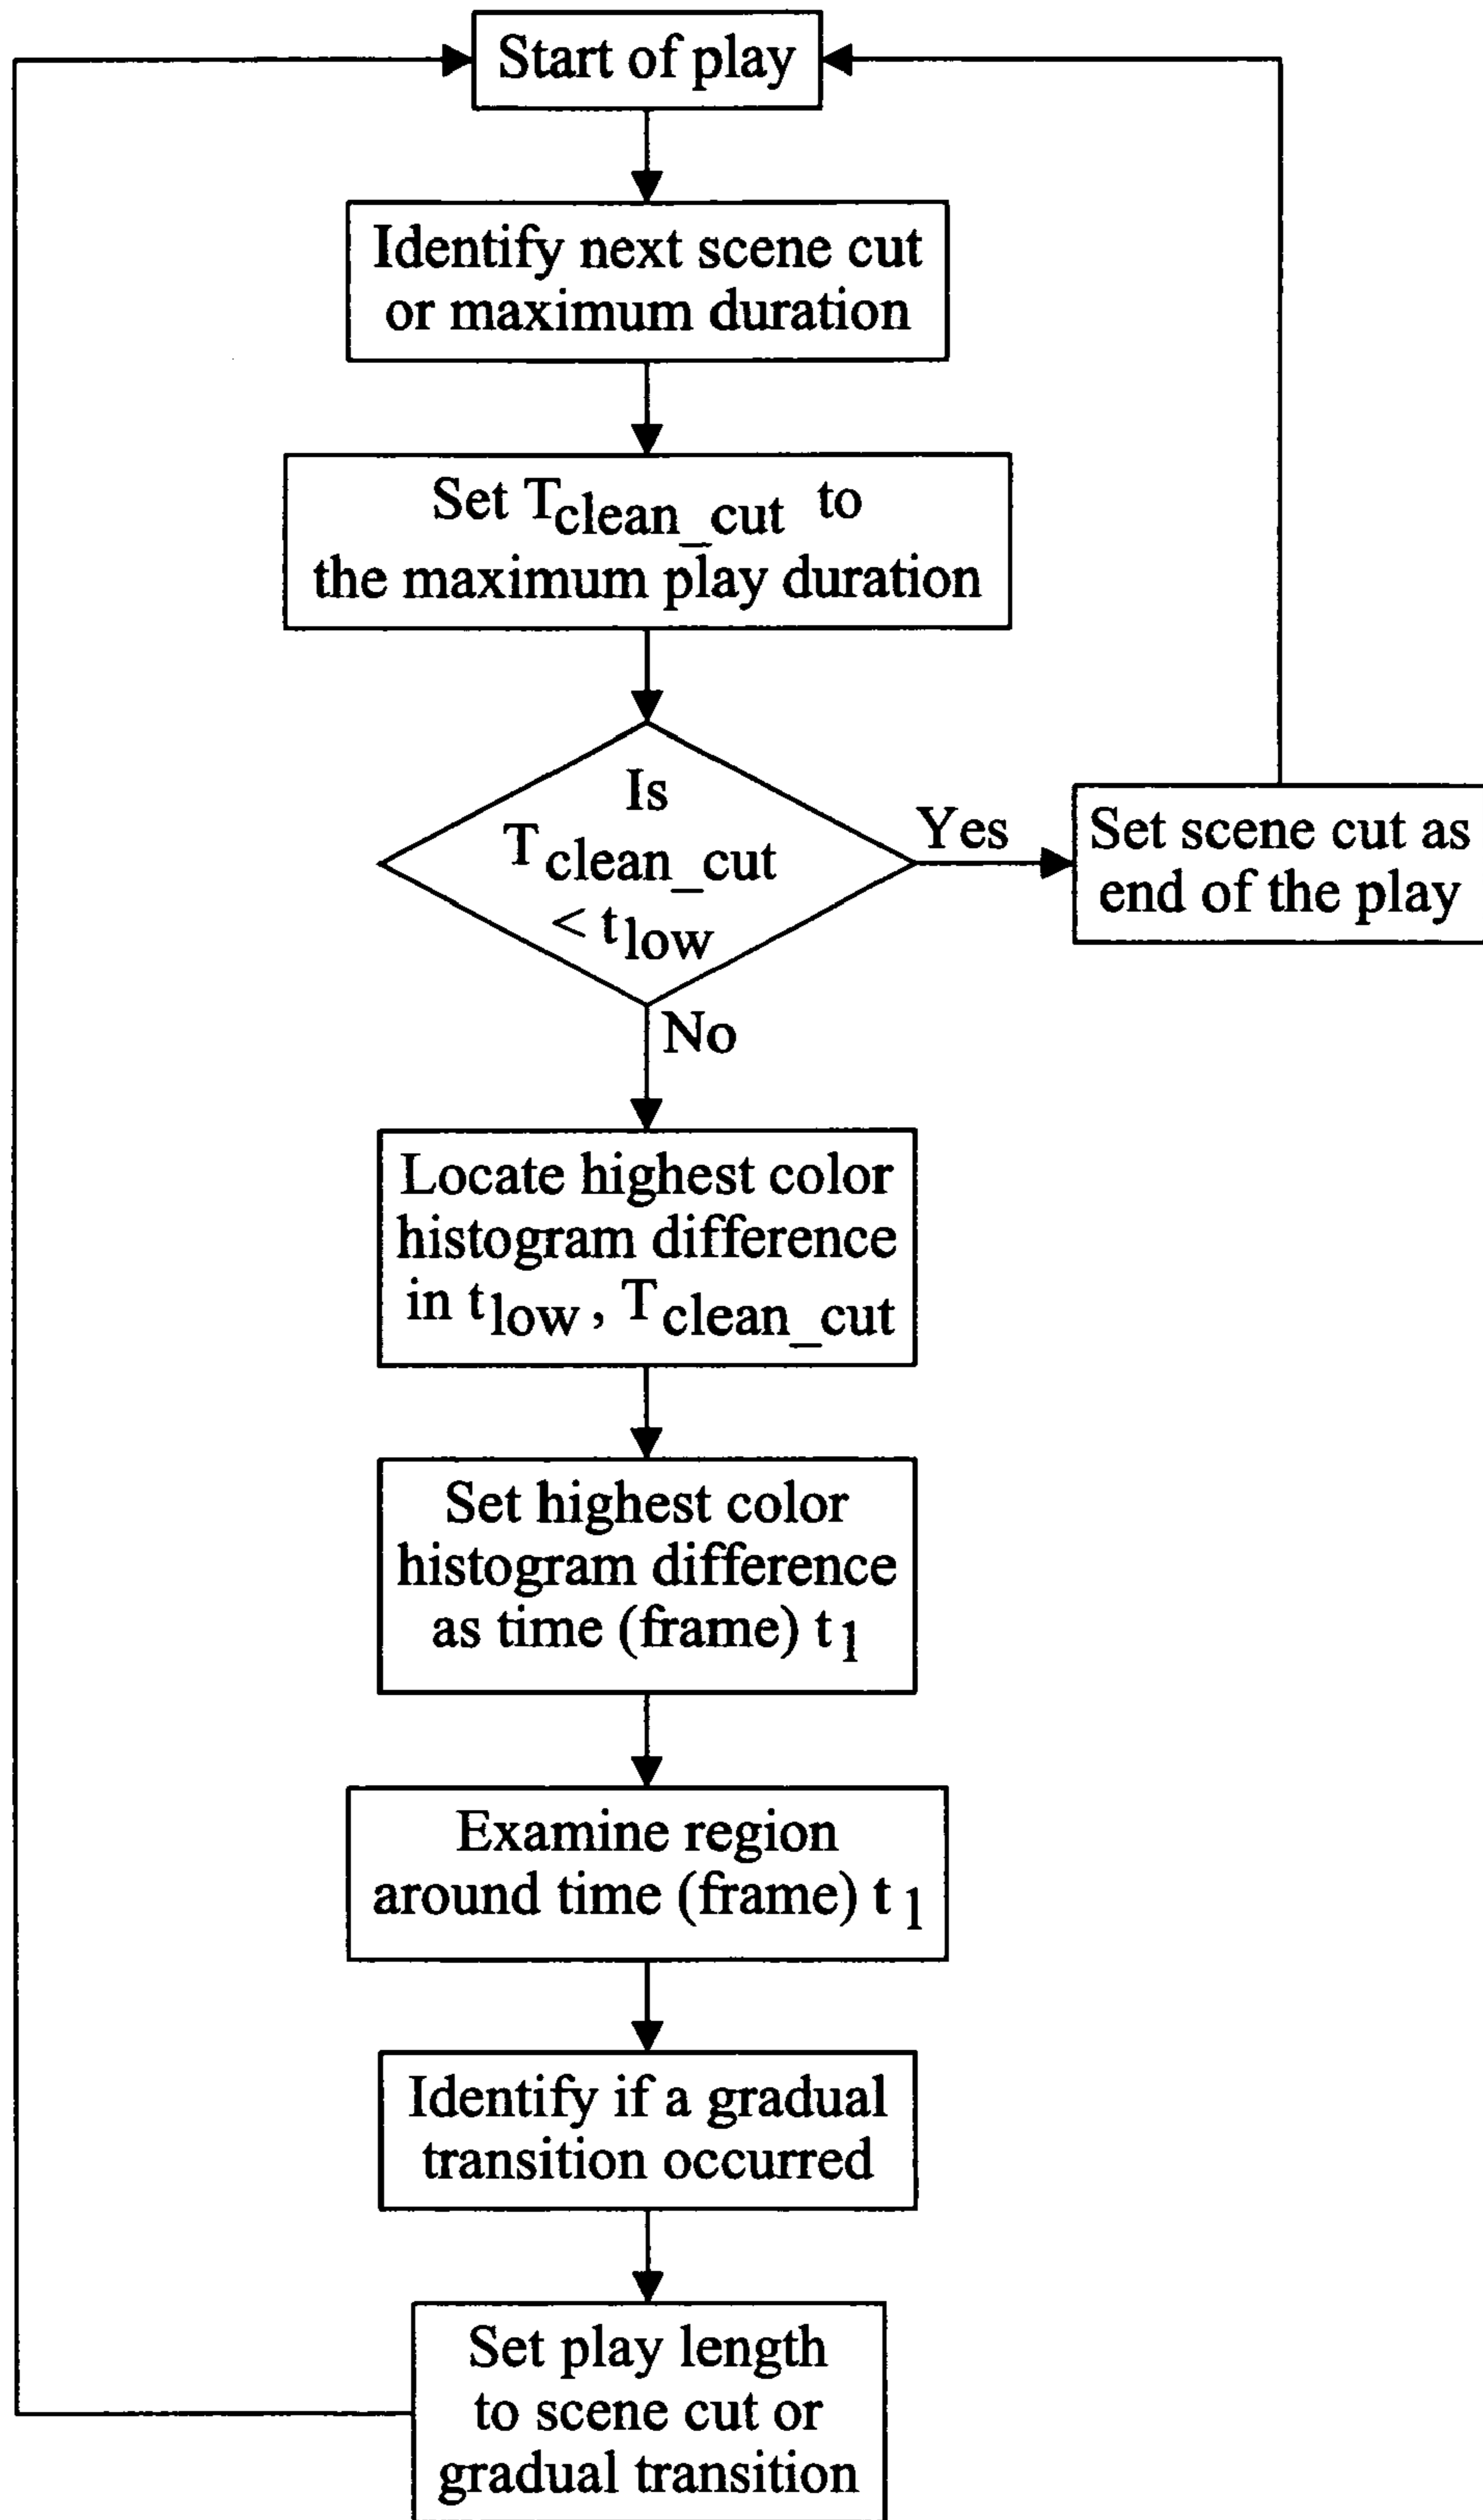 Start of play
Identify next scene cut
or maximum duration
Set Tclean_cut to
the maximum play duration
Is
Tclean_cut
< tlow
Yes
Set scene cut as
end of the play
No
Locate highest color
histogram difference
in tlow, Tclean_cut
Set highest color
histogram difference
as time (frame) t1
Examine region
around time (frame) t1
Identify if a gradual
transition occurred
Set play length
to scene cut or
gradual transition